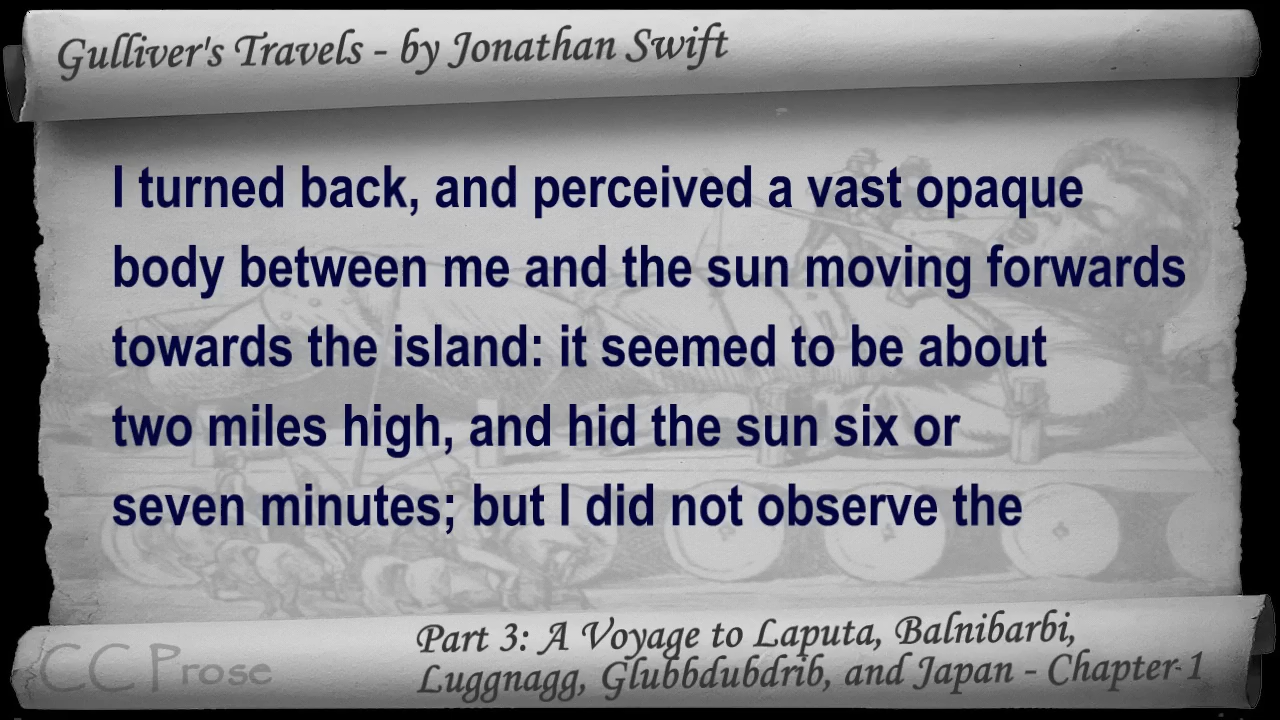 Gulliver's Travels - by Jonathan Swift
I turned back, and perceived a vast opaque
body between me and the sun moving forwards
towards the island: it seemed to be about
two miles high, and hid the sun six or
seven minutes; but I did not observe the
Part 3: A Voyage to Laputa, Balnibarbi,
Luggnagg, Glubbdubdrib, and Japan - Chapter 1
CC Prose